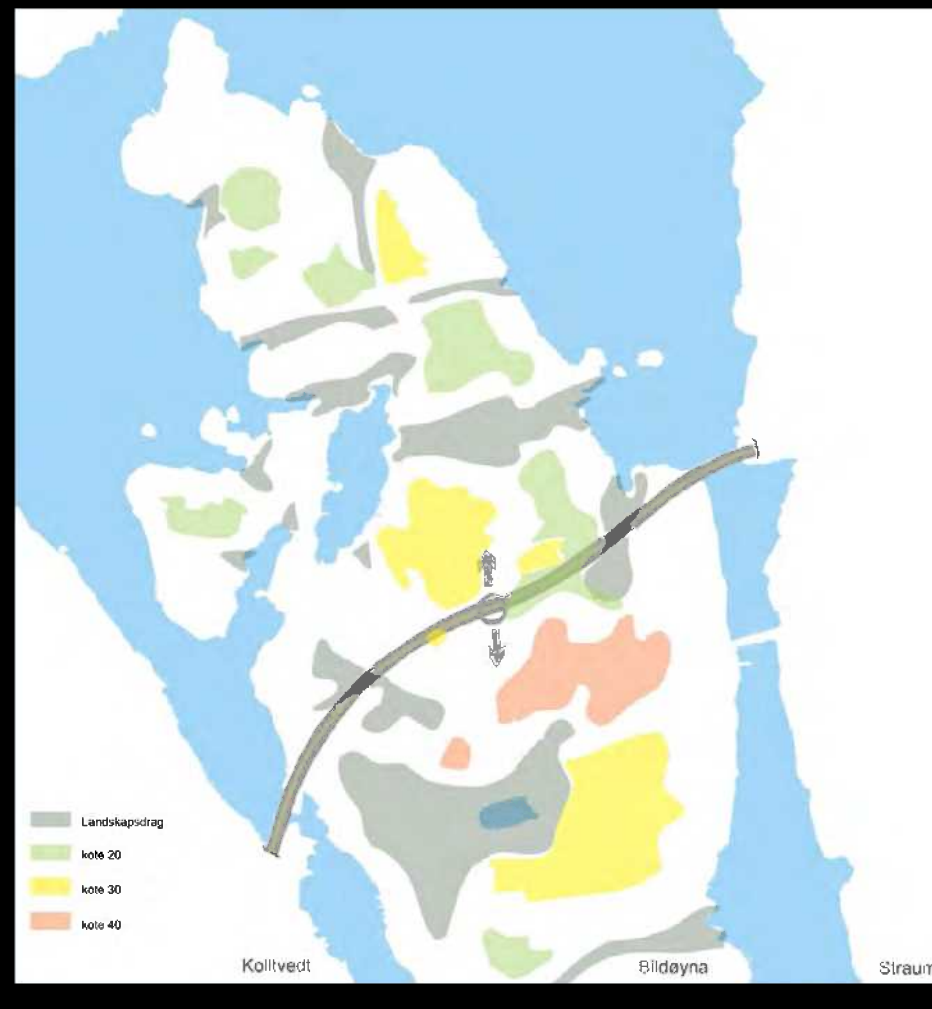 Landskapsdrag
kote 20
kote 30
kote 40
Kolltvedt
Bildøyna
Straum